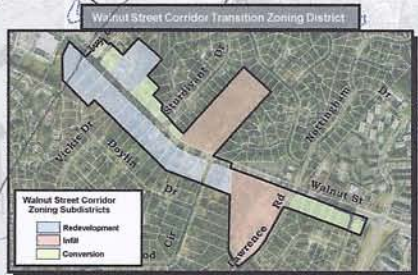 Walnut Street Corridor Transition Zoning District
Sturdivant Dr
Nottingham Dr
Vickie Dr
Doylin Dr
Walnut St
Lawrence Rd
Cir
Walnut Street Corridor
Zoning Subdistricts
Redevelopment
Infill
Conversion